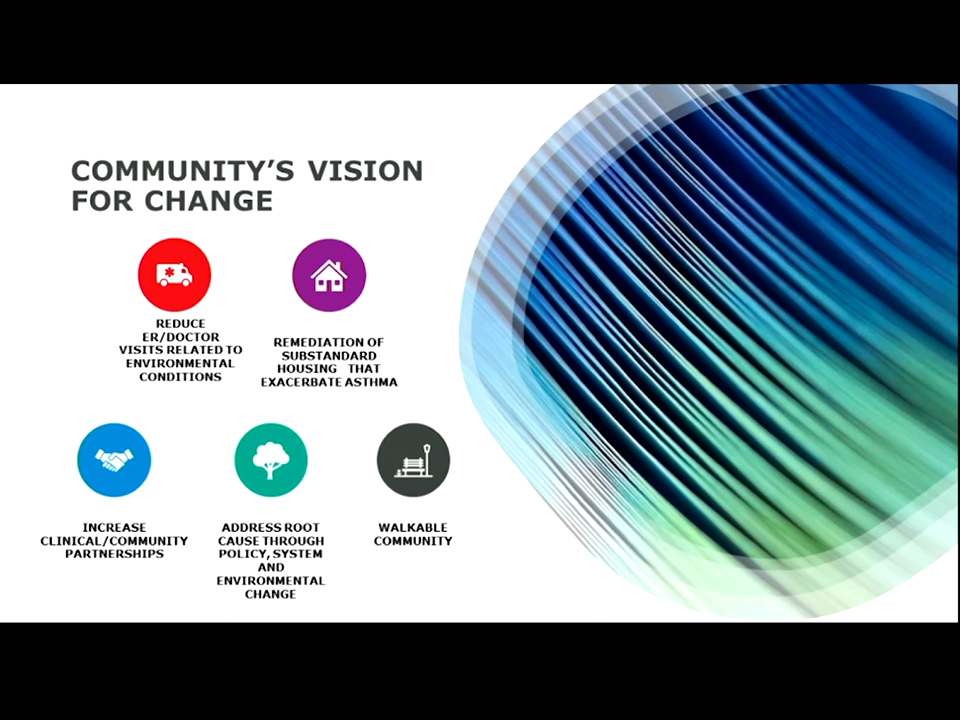 COMMUNITY'S VISION
FOR CHANGE
REDUCE
ER/DOCTOR
VISITS RELATED TO
ENVIRONMENTAL
CONDITIONS
REMEDIATION OF
SUBSTANDARD
HOUSING THAT
EXACERBATE ASTHMA
INCREASE
CLINICAL/COMMUNITY
PARTNERSHIPS
ADDRESS ROOT
CAUSE THROUGH
POLICY, SYSTEM
AND
ENVIRONMENTAL
CHANGE
WALKABLE
COMMUNITY